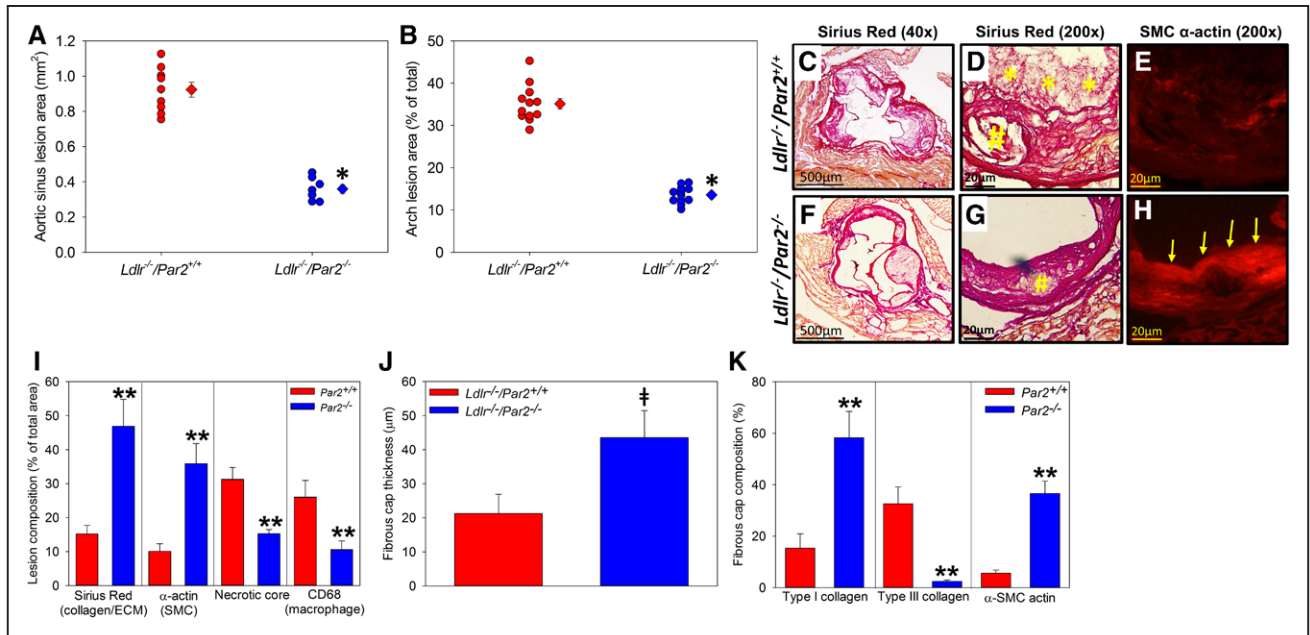 A
Aortic sinus lesion area (mm²)
1.2
1.0
0.8
0.6
0.4
0.2
0.0
*
Ldlr⁻/⁻/Par2⁺/⁺
Ldlr⁻/⁻/Par2⁻/⁻
B
Arch lesion area (% of total)
50
40
30
20
10
0
*
Ldlr⁻/⁻/Par2⁺/⁺
Ldlr⁻/⁻/Par2⁻/⁻
Sirius Red (40x)
Sirius Red (200x)
SMC α-actin (200x)
Ldlr⁻/⁻/Par2⁺/⁺
C
500µm
D
* * *
#
20µm
E
20µm
Ldlr⁻/⁻/Par2⁻/⁻
F
500µm
G
#
20µm
H
20µm
I
Lesion composition (% of total area)
60
50
40
30
20
10
0
Par2⁺/⁺
Par2⁻/⁻
**
**
**
**
Sirius Red
(collagen/ECM)
α-actin
(SMC)
Necrotic core
CD68
(macrophage)
J
Fibrous cap thickness (µm)
60
50
40
30
20
10
0
Ldlr⁻/⁻/Par2⁺/⁺
Ldlr⁻/⁻/Par2⁻/⁻
ǂ
K
Fibrous cap composition (%)
80
60
40
20
0
Par2⁺/⁺
Par2⁻/⁻
**
**
**
Type I collagen
Type III collagen
α-SMC actin